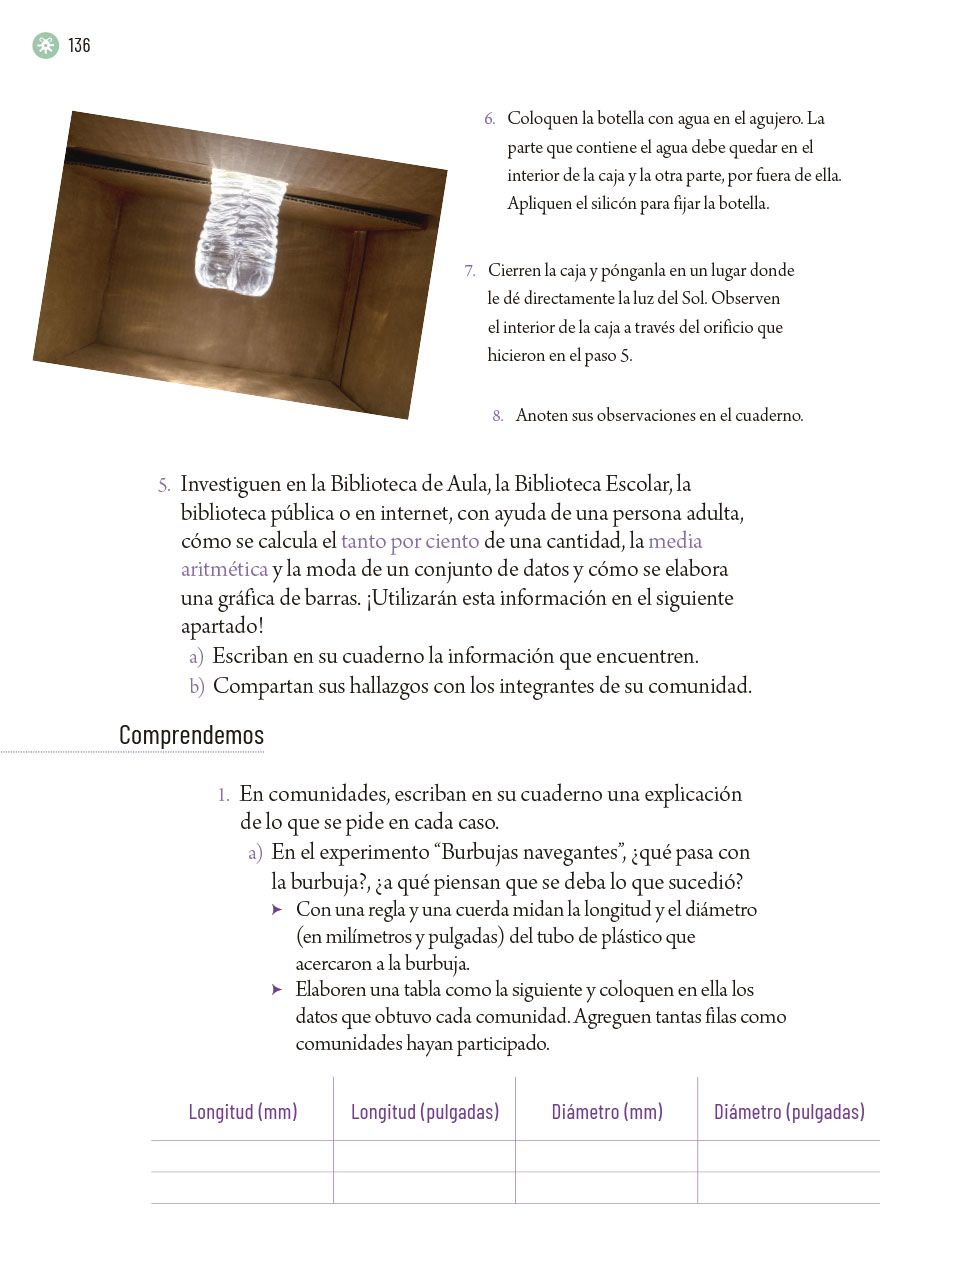 136
6. Coloquen la botella con agua en el agujero. La
parte que contiene el agua debe quedar en el
interior de la caja y la otra parte, por fuera de ella.
Apliquen el silicón para fijar la botella.
7. Cierren la caja y pónganla en un lugar donde
le dé directamente la luz del Sol. Observen
el interior de la caja a través del orificio que
hicieron en el paso 5.
8. Anoten sus observaciones en el cuaderno.
5. Investiguen en la Biblioteca de Aula, la Biblioteca Escolar, la
biblioteca pública o en internet, con ayuda de una persona adulta,
cómo se calcula el tanto por ciento de una cantidad, la media
aritmética y la moda de un conjunto de datos y cómo se elabora
una gráfica de barras. ¡Utilizarán esta información en el siguiente
apartado!
a) Escriban en su cuaderno la información que encuentren.
b) Compartan sus hallazgos con los integrantes de su comunidad.
Comprendemos
1. En comunidades, escriban en su cuaderno una explicación
de lo que se pide en cada caso.
a) En el experimento “Burbujas navegantes”, ¿qué pasa con
la burbuja?, ¿a qué piensan que se deba lo que sucedió?
➤ Con una regla y una cuerda midan la longitud y el diámetro
(en milímetros y pulgadas) del tubo de plástico que
acercaron a la burbuja.
➤ Elaboren una tabla como la siguiente y coloquen en ella los
datos que obtuvo cada comunidad. Agreguen tantas filas como
comunidades hayan participado.
Longitud (mm) Longitud (pulgadas) Diámetro (mm) Diámetro (pulgadas)